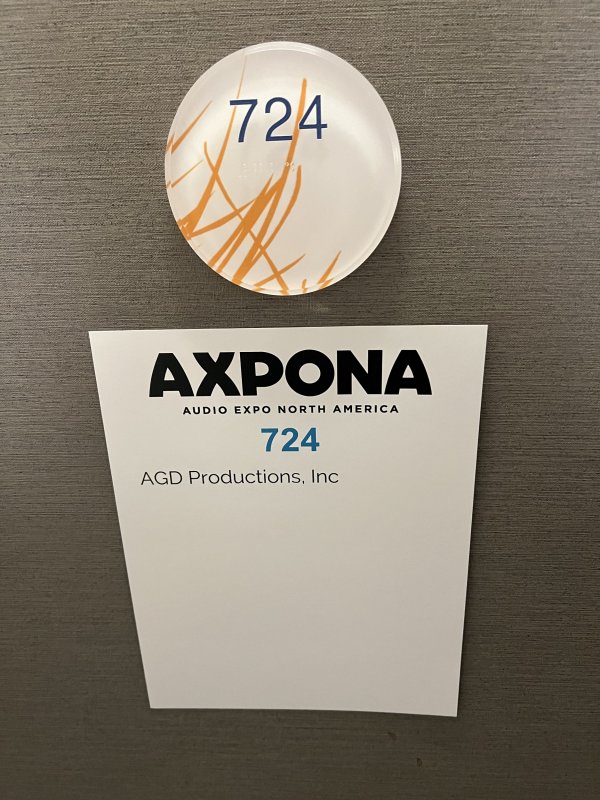 724
AXPONA
AUDIO EXPO NORTH AMERICA
724
AGD Productions, Inc